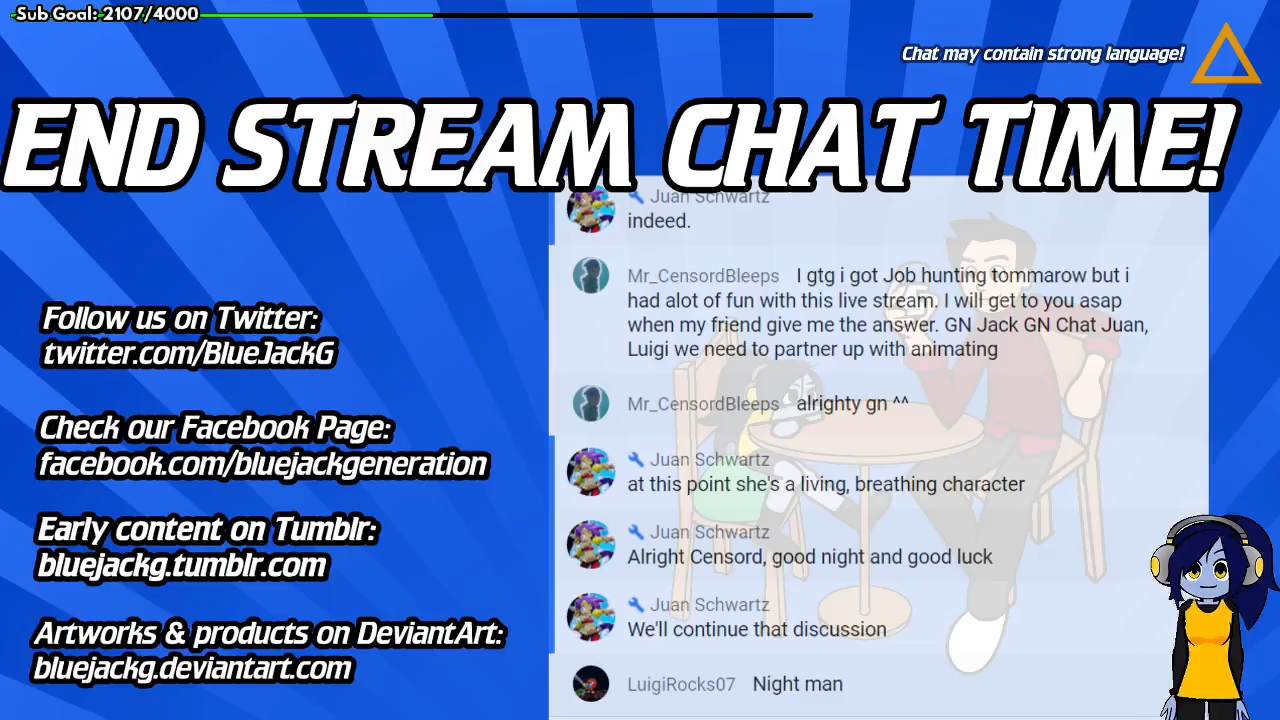 Sub Goal: 2107/4000
Chat may contain strong language!
END STREAM CHAT TIME!
Juan Schwartz
indeed.
Mr_CensordBleeps I gtg i got Job hunting tommarow but i
had alot of fun with this live stream. I will get to you asap
when my friend give me the answer. GN Jack GN Chat Juan,
Luigi we need to partner up with animating
Mr_CensordBleeps alrighty gn ^^
Juan Schwartz
at this point she's a living, breathing character
Juan Schwartz
Alright Censord, good night and good luck
Juan Schwartz
We'll continue that discussion
LuigiRocks07 Night man
Follow us on Twitter:
twitter.com/BlueJackG
Check our Facebook Page:
facebook.com/bluejackgeneration
Early content on Tumblr:
bluejackg.tumblr.com
Artworks & products on DeviantArt:
bluejackg.deviantart.com